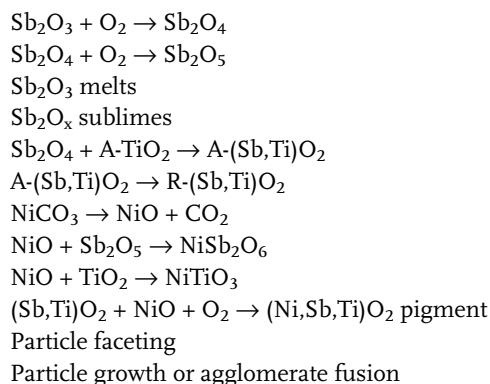 Sb₂O₃ + O₂ → Sb₂O₄
Sb₂O₄ + O₂ → Sb₂O₅
Sb₂O₃ melts
Sb₂Oₓ sublimes
Sb₂O₄ + A-TiO₂ → A-(Sb,Ti)O₂
A-(Sb,Ti)O₂ → R-(Sb,Ti)O₂
NiCO₃ → NiO + CO₂
NiO + Sb₂O₅ → NiSb₂O₆
NiO + TiO₂ → NiTiO₃
(Sb,Ti)O₂ + NiO + O₂ → (Ni,Sb,Ti)O₂ pigment
Particle faceting
Particle growth or agglomerate fusion